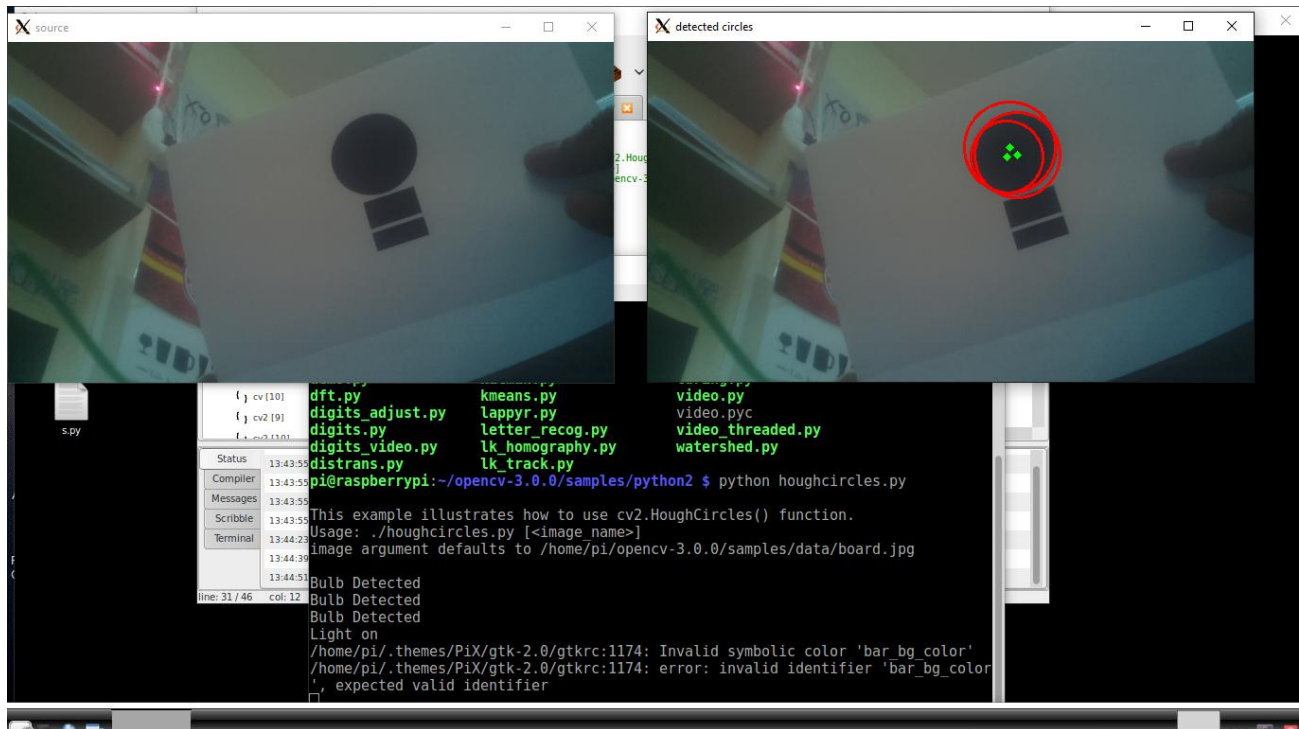 source
detected circles
2.Houg
]
encv-3
dft.py kmeans.py video.py
digits_adjust.py lappyr.py video.pyc
digits.py letter_recog.py video_threaded.py
digits_video.py lk_homography.py watershed.py
distrans.py lk_track.py
pi@raspberrypi:~/opencv-3.0.0/samples/python2 $ python houghcircles.py
This example illustrates how to use cv2.HoughCircles() function.
Usage: ./houghcircles.py [<image_name>]
image argument defaults to /home/pi/opencv-3.0.0/samples/data/board.jpg
Bulb Detected
Bulb Detected
Bulb Detected
Light on
/home/pi/.themes/PiX/gtk-2.0/gtkrc:1174: Invalid symbolic color 'bar_bg_color'
/home/pi/.themes/PiX/gtk-2.0/gtkrc:1174: error: invalid identifier 'bar_bg_color
', expected valid identifier
s.py
cv [10]
cv2 [9]
Status
Compiler
Messages
Scribble
Terminal
13:43:55
13:43:55
13:43:55
13:43:55
13:44:23
13:44:39
13:44:51
line: 31 / 46 col: 12